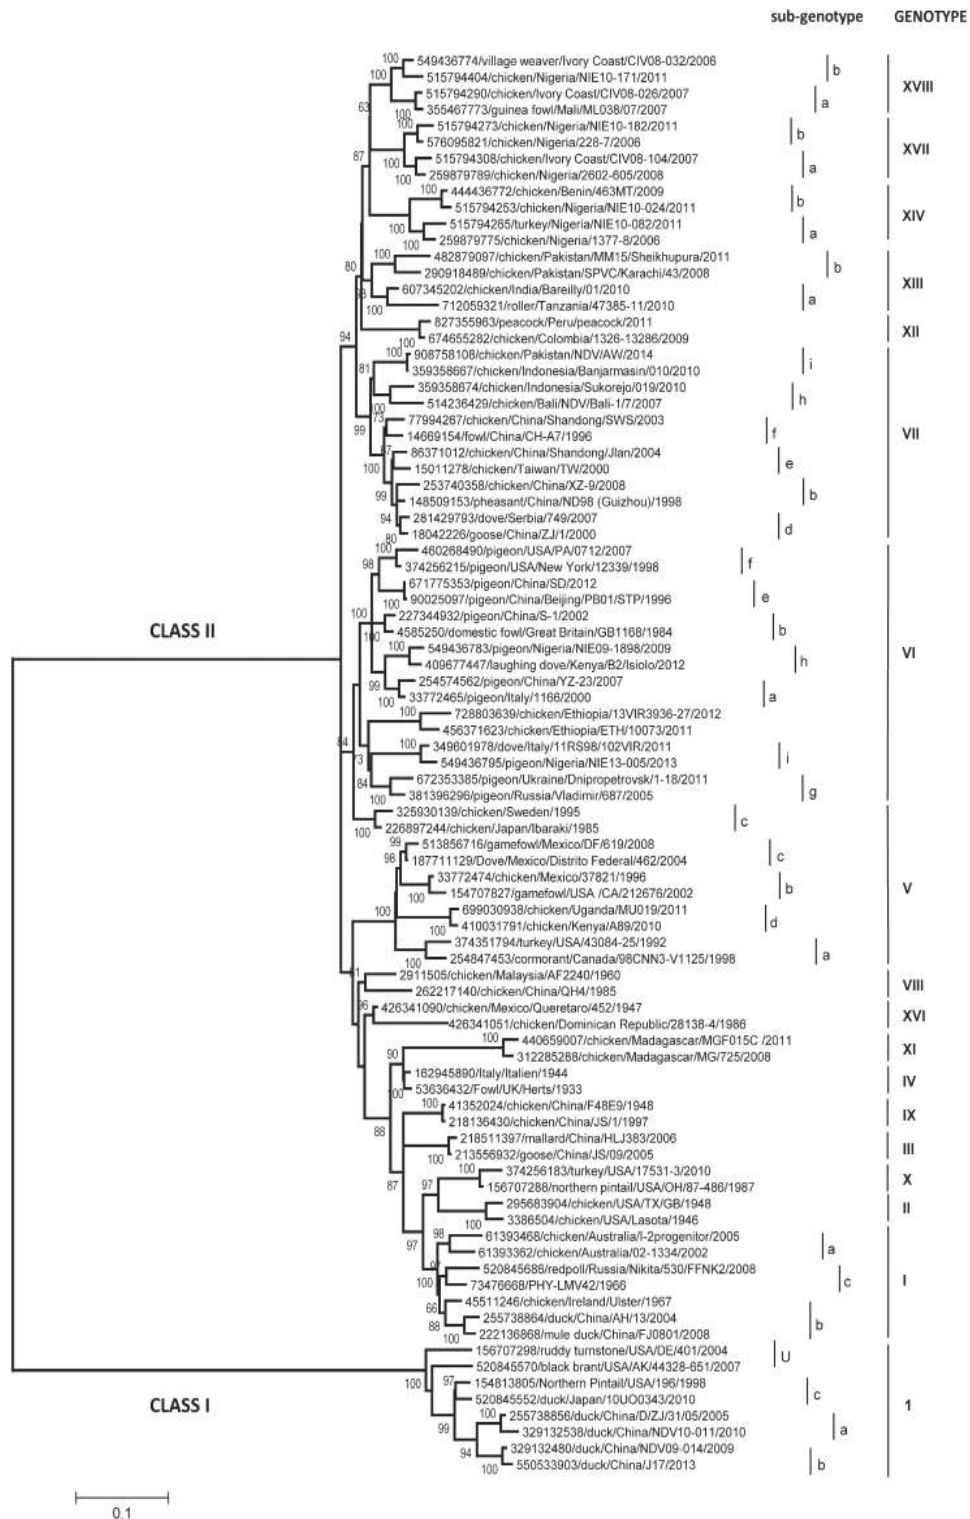 sub-genotype GENOTYPE
549436774/village weaver/Ivory Coast/CIV08-032/2006
515794404/chicken/Nigeria/NIE10-171/2011
b
515794290/chicken/Ivory Coast/CIV08-026/2007
355467773/guinea fowl/Mali/ML038/07/2007
a
XVIII
515794273/chicken/Nigeria/NIE10-182/2011
576095821/chicken/Nigeria/228-7/2006
b
515794308/chicken/Ivory Coast/CIV08-104/2007
259879789/chicken/Nigeria/2602-605/2008
a
XVII
444436772/chicken/Benin/463MT/2009
515794253/chicken/Nigeria/NIE10-024/2011
b
515794265/turkey/Nigeria/NIE10-082/2011
259879775/chicken/Nigeria/1377-8/2006
a
XIV
482879097/chicken/Pakistan/MM15/Sheikhupura/2011
290918489/chicken/Pakistan/SPVC/Karachi/43/2008
b
607345202/chicken/India/Bareilly/01/2010
712059321/roller/Tanzania/47385-11/2010
a
XIII
827355963/peacock/Peru/peacock/2011
674655282/chicken/Colombia/1326-13286/2009
XII
908758108/chicken/Pakistan/NDV/AW/2014
359358667/chicken/Indonesia/Banjarmasin/010/2010
i
359358674/chicken/Indonesia/Sukorejo/019/2010
514236429/chicken/Bali/NDV/Bali-1/7/2007
h
77994267/chicken/China/Shandong/SWS/2003
14669154/fowl/China/CH-A7/1996
f
86371012/chicken/China/Shandong/JIan/2004
15011278/chicken/Taiwan/TW/2000
e
253740358/chicken/China/XZ-9/2008
148509153/pheasant/China/ND98 (Guizhou)/1998
b
281429793/dove/Serbia/749/2007
18042226/goose/China/ZJ/1/2000
d
VII
460268490/pigeon/USA/PA/0712/2007
374256215/pigeon/USA/New York/12339/1998
f
671775353/pigeon/China/SD/2012
90025097/pigeon/China/Beijing/PB01/STP/1996
e
227344932/pigeon/China/S-1/2002
4585250/domestic fowl/Great Britain/GB1168/1984
b
549436783/pigeon/Nigeria/NIE09-1898/2009
409677447/laughing dove/Kenya/B2/Isiolo/2012
h
254574562/pigeon/China/YZ-23/2007
33772465/pigeon/Italy/1166/2000
a
728803639/chicken/Ethiopia/13VIR3936-27/2012
456371623/chicken/Ethiopia/ETH/10073/2011
349601978/dove/Italy/11RS98/102VIR/2011
549436795/pigeon/Nigeria/NIE13-005/2013
i
672353385/pigeon/Ukraine/Dnipropetrovsk/1-18/2011
381396296/pigeon/Russia/Vladimir/687/2005
g
VI
325930139/chicken/Sweden/1995
226897244/chicken/Japan/Ibaraki/1985
c
513856716/gamefowl/Mexico/DF/619/2008
187711129/Dove/Mexico/Distrito Federal/462/2004
c
33772474/chicken/Mexico/37821/1996
154707827/gamefowl/USA /CA/212676/2002
b
699030938/chicken/Uganda/MU019/2011
410031791/chicken/Kenya/A89/2010
d
374351794/turkey/USA/43084-25/1992
254847453/cormorant/Canada/98CNN3-V1125/1998
a
V
2911505/chicken/Malaysia/AF2240/1960
262217140/chicken/China/QH4/1985
VIII
426341090/chicken/Mexico/Queretaro/452/1947
426341051/chicken/Dominican Republic/28138-4/1986
XVI
440659007/chicken/Madagascar/MGF015C /2011
312285288/chicken/Madagascar/MG/725/2008
XI
162945890/Italy/Italien/1944
53636432/Fowl/UK/Herts/1933
IV
41352024/chicken/China/F48E9/1948
218136430/chicken/China/JS/1/1997
IX
218511397/mallard/China/HLJ383/2006
213556932/goose/China/JS/09/2005
III
374256183/turkey/USA/17531-3/2010
156707288/northern pintail/USA/OH/87-486/1987
X
295683904/chicken/USA/TX/GB/1948
3386504/chicken/USA/Lasota/1946
II
61393468/chicken/Australia/I-2progenitor/2005
61393362/chicken/Australia/02-1334/2002
a
520845686/redpoll/Russia/Nikita/530/FFNK2/2008
73476668/PHY-LMV42/1966
c
45511246/chicken/Ireland/Ulster/1967
255738864/duck/China/AH/13/2004
222136868/mule duck/China/FJ0801/2008
b
I
156707298/ruddy turnstone/USA/DE/401/2004
U
520845570/black brant/USA/AK/44328-651/2007
154813805/Northern Pintail/USA/196/1998
520845552/duck/Japan/10UO0343/2010
c
255738856/duck/China/D/ZJ/31/05/2005
329132538/duck/China/NDV10-011/2010
a
329132480/duck/China/NDV09-014/2009
550533903/duck/China/J17/2013
b
1
CLASS II
CLASS I
0.1